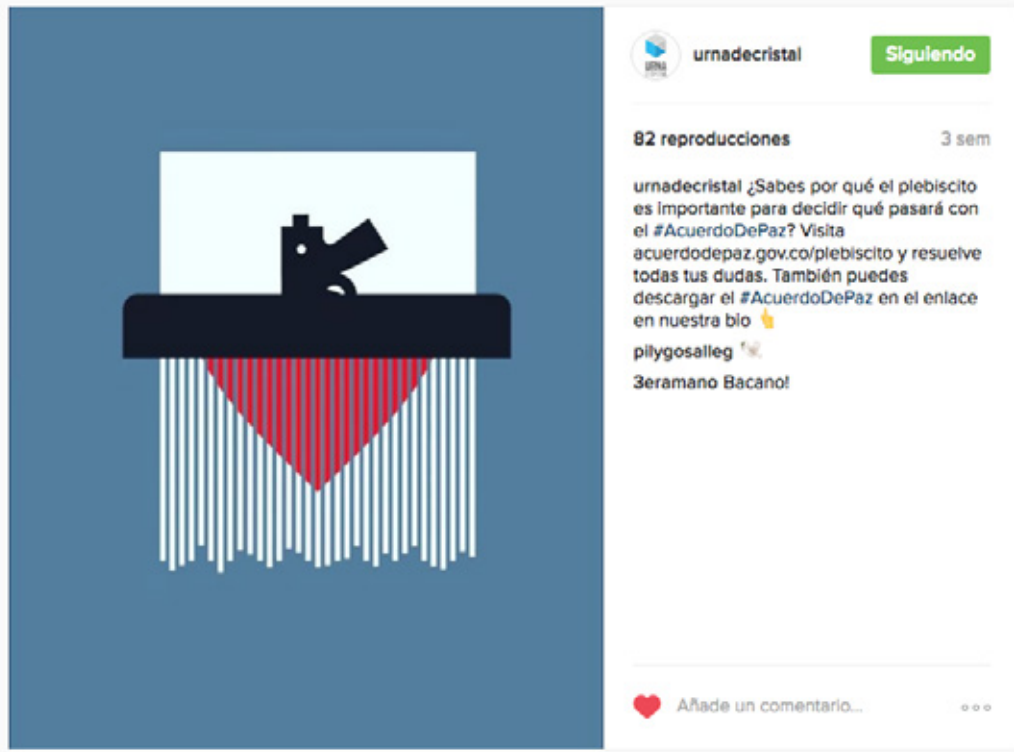 urnadecristal
Siguiendo
82 reproducciones
3 sem
urnadecristal ¿Sabes por qué el plebiscito
es importante para decidir qué pasará con
el #AcuerdoDePaz? Visita
acuerdodepaz.gov.co/plebiscito y resuelve
todas tus dudas. También puedes
descargar el #AcuerdoDePaz en el enlace
en nuestra bio 👆
pilygosalleg 🕊
3eramano Bacano!
Añade un comentario...